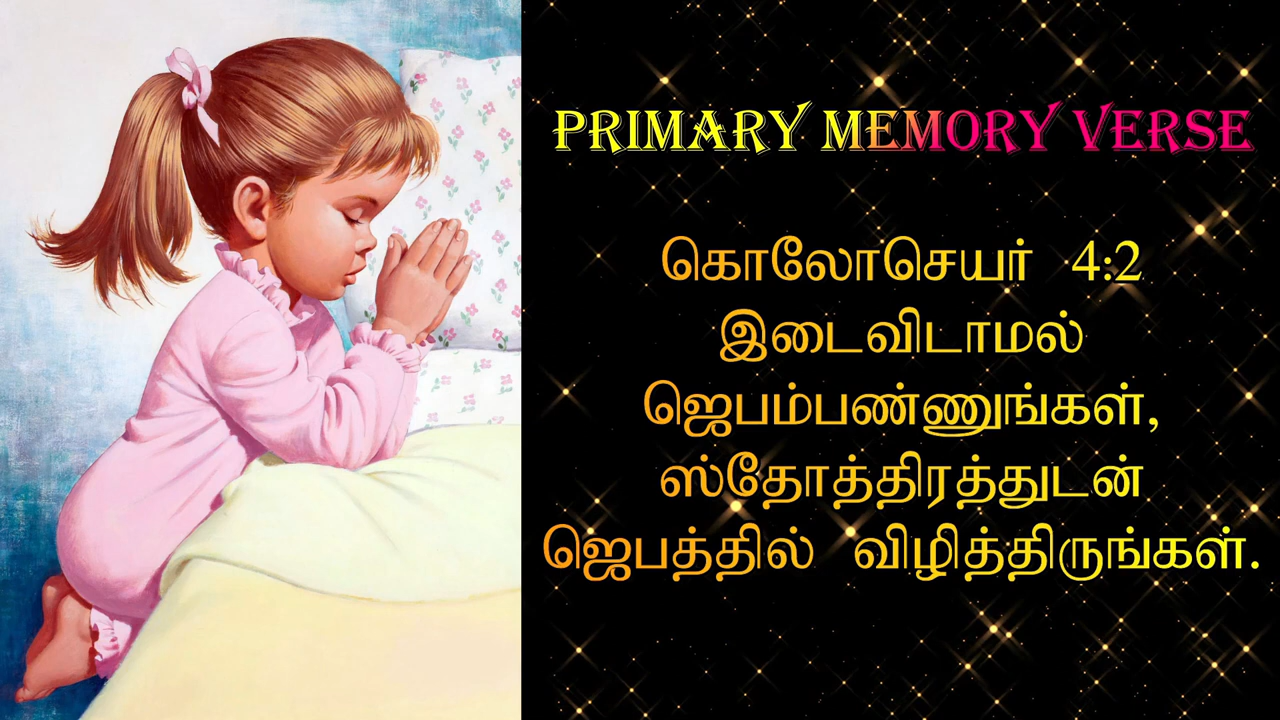 PRIMARY MEMORY VERSE
கொலோசெயர் 4:2
இடைவிடாமல்
ஜெபம்பண்ணுங்கள்,
ஸ்தோத்திரத்துடன்
ஜெபத்தில் விழித்திருங்கள்.